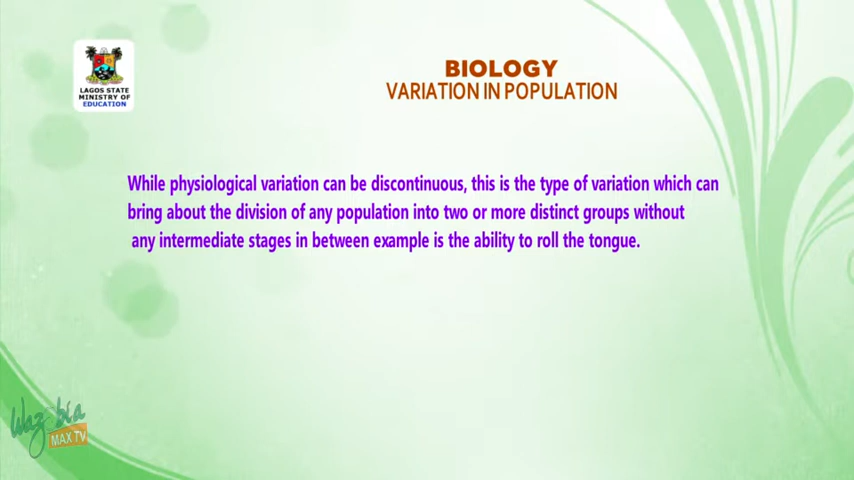 LAGOS STATE
MINISTRY OF
EDUCATION
BIOLOGY
VARIATION IN POPULATION
While physiological variation can be discontinuous, this is the type of variation which can
bring about the division of any population into two or more distinct groups without
any intermediate stages in between example is the ability to roll the tongue.
Waz bia
MAX TV